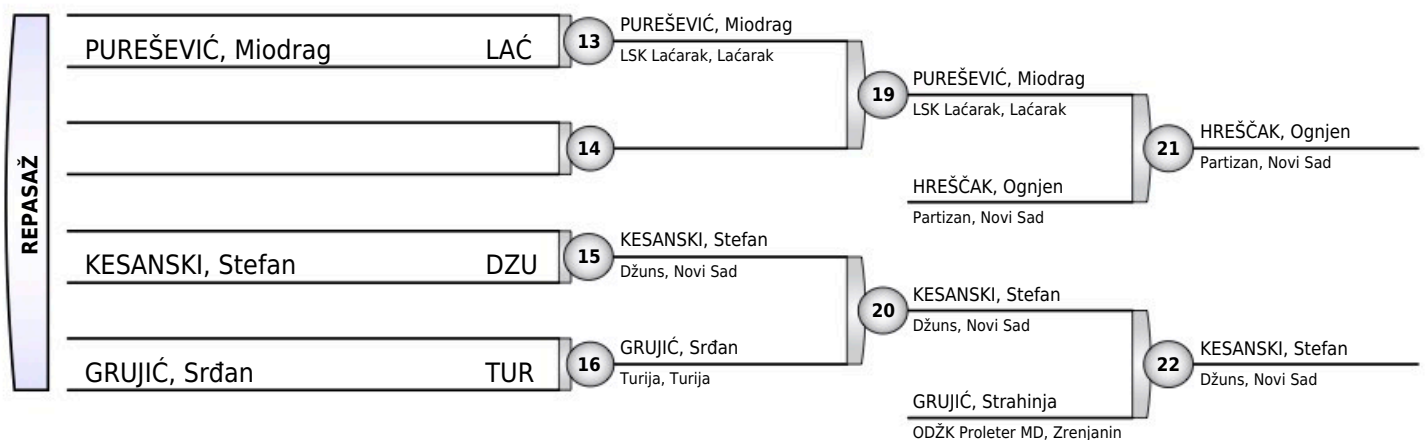 REPASAŽ
PUREŠEVIĆ, Miodrag LAĆ
13
PUREŠEVIĆ, Miodrag
LSK Laćarak, Laćarak
14
19
PUREŠEVIĆ, Miodrag
LSK Laćarak, Laćarak
HREŠČAK, Ognjen
Partizan, Novi Sad
21
HREŠČAK, Ognjen
Partizan, Novi Sad
KESANSKI, Stefan DZU
15
KESANSKI, Stefan
Džuns, Novi Sad
GRUJIĆ, Srđan TUR
16
GRUJIĆ, Srđan
Turija, Turija
20
KESANSKI, Stefan
Džuns, Novi Sad
GRUJIĆ, Strahinja
ODŽK Proleter MD, Zrenjanin
22
KESANSKI, Stefan
Džuns, Novi Sad